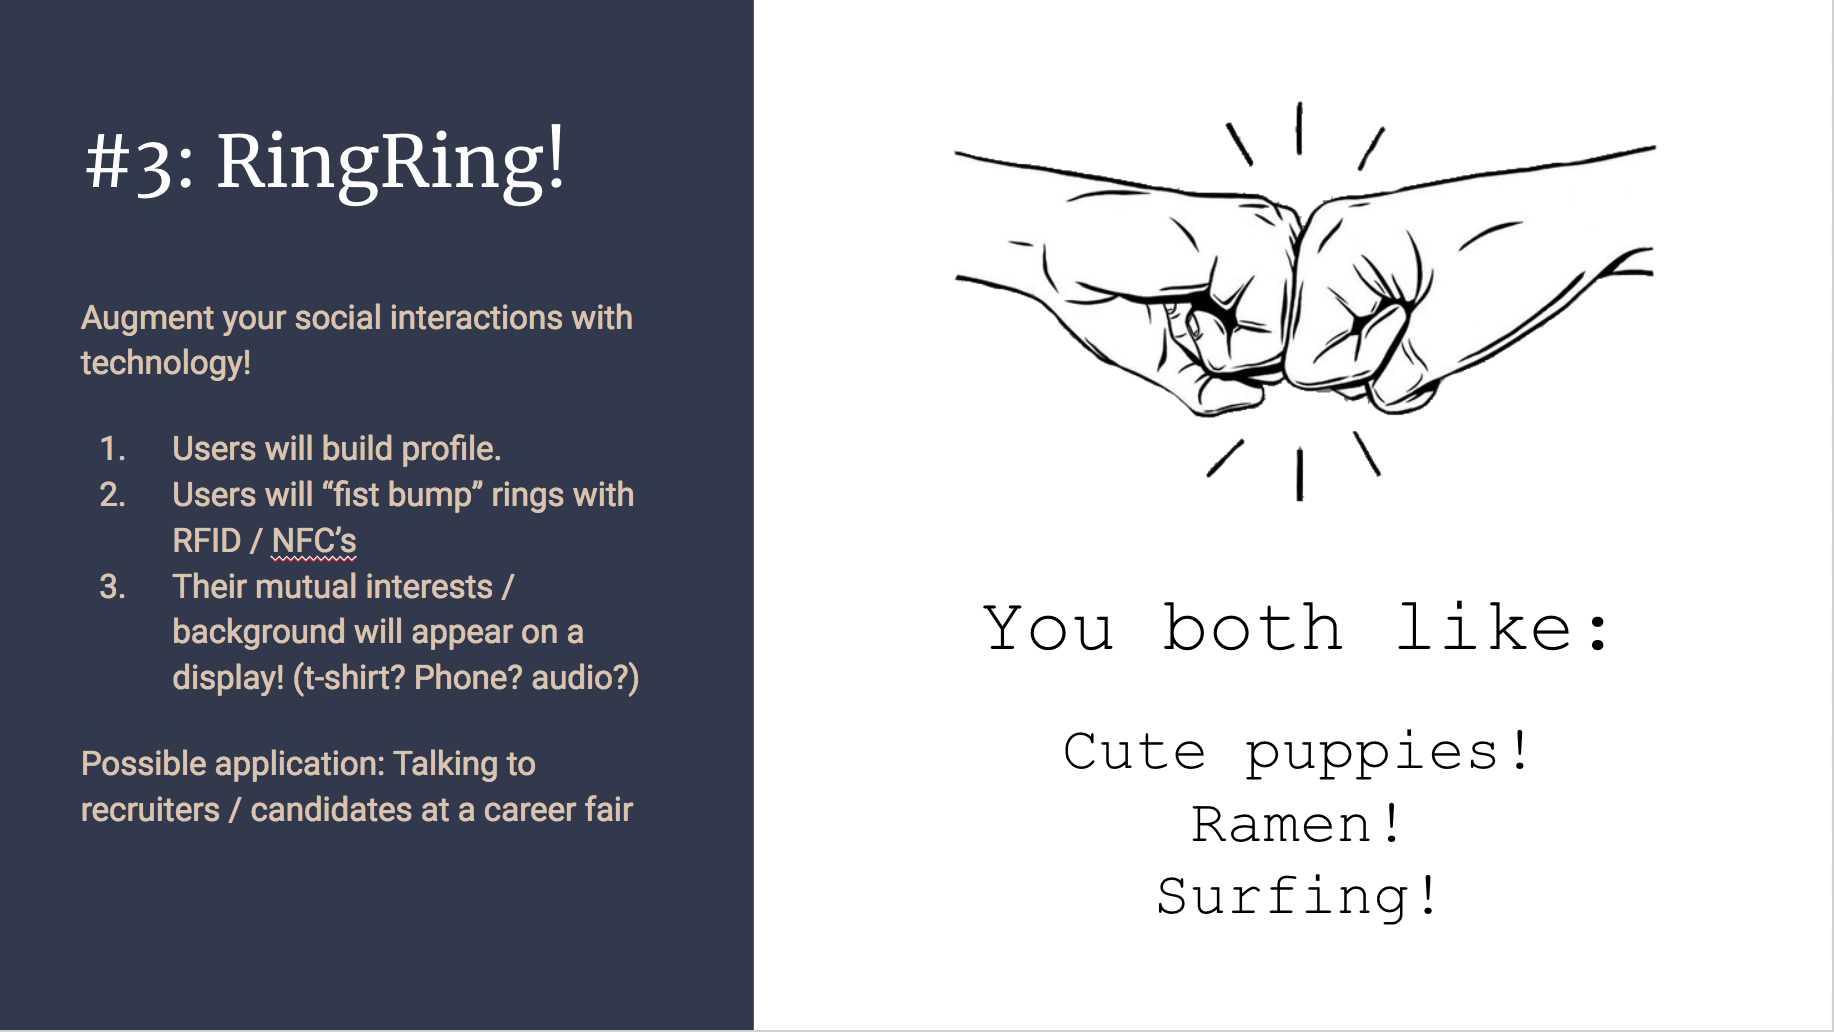 #3: RingRing!
Augment your social interactions with
technology!
1. Users will build profile.
2. Users will “fist bump” rings with
RFID / NFC’s
3. Their mutual interests /
background will appear on a
display! (t-shirt? Phone? audio?)
Possible application: Talking to
recruiters / candidates at a career fair
You both like:
Cute puppies!
Ramen!
Surfing!